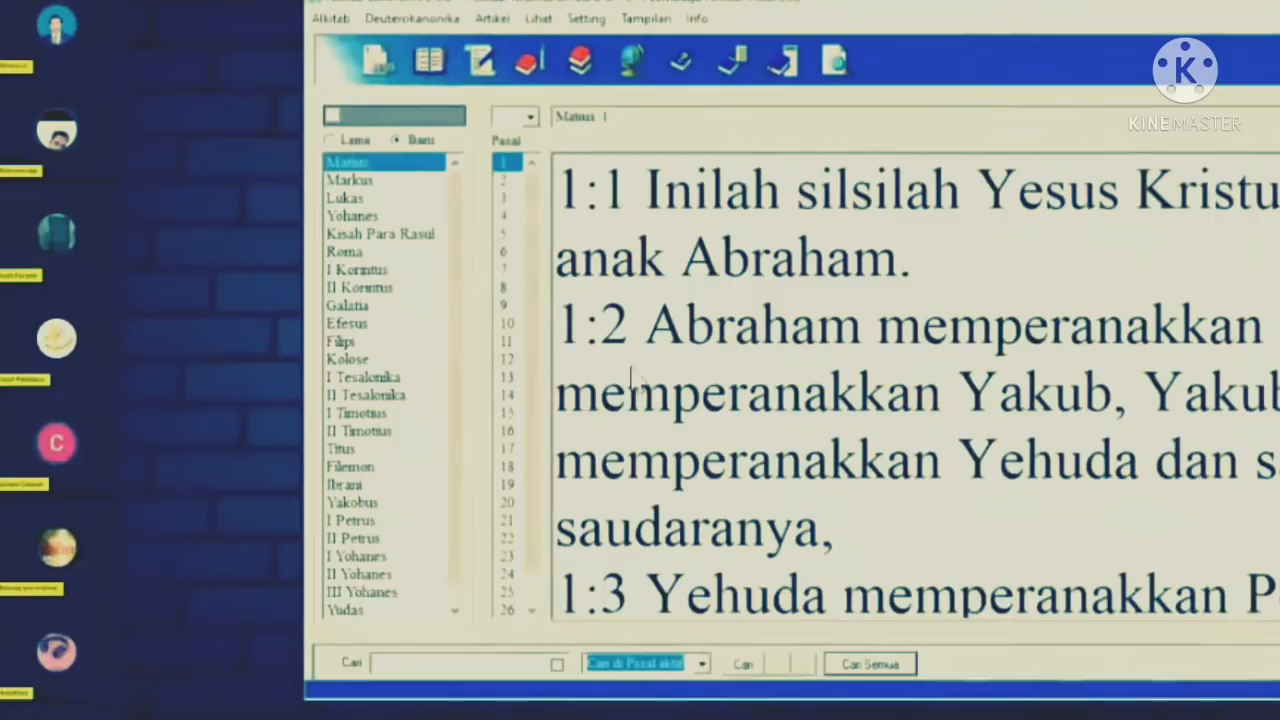 Alkitab Deuterokanonika Artikel Lihat Setting Tampilan Info
KINEMASTER
K
Matius 1
Lama Baru
Pasal
Matius
Markus
Lukas
Yohanes
Kisah Para Rasul
Roma
I Korintus
II Korintus
Galatia
Efesus
Filipi
Kolose
I Tesalonika
II Tesalonika
I Timotius
II Timotius
Titus
Filemon
Ibrani
Yakobus
I Petrus
II Petrus
I Yohanes
II Yohanes
III Yohanes
Yudas
1
2
3
4
5
6
7
8
9
10
11
12
13
14
15
16
17
18
19
20
21
22
23
24
25
26
1:1 Inilah silsilah Yesus Kristu
anak Abraham.
1:2 Abraham memperanakkan
memperanakkan Yakub, Yakub
memperanakkan Yehuda dan s
saudaranya,
1:3 Yehuda memperanakkan P
Cari
Cari di Pasal aktif
Cari
Cari Semua
C